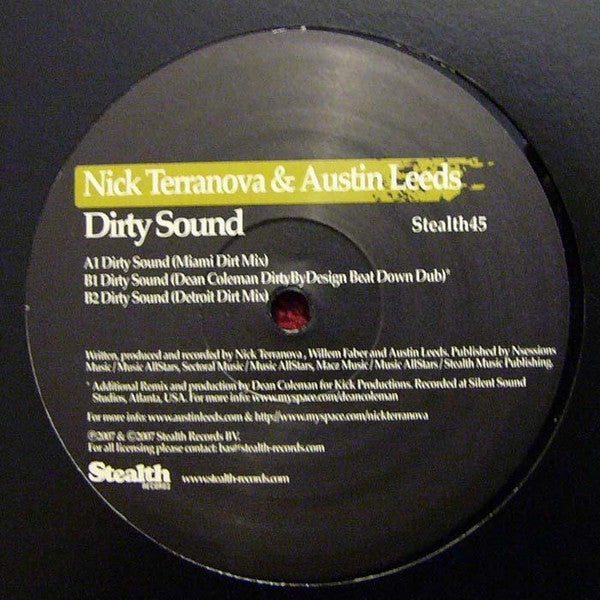 Nick Terranova & Austin Leeds
Dirty Sound
Stealth45
A1 Dirty Sound (Miami Dirt Mix)
B1 Dirty Sound (Dean Coleman DirtyByDesign Beat Down Dub)*
B2 Dirty Sound (Detroit Dirt Mix)
Written, produced and recorded by Nick Terranova , Willem Faber and Austin Leeds. Published by Nsessions
Music / Music AllStars, Sectoral Music / Music AllStars, Macz Music / Music AllStars / Stealth Music Publishing.
* Additional Remix and production by Dean Coleman for Kick Productions. Recorded at Silent Sound
Studios, Atlanta, USA. For more info: www.myspace.com/deancoleman
For more info: www.austinleeds.com & http://www.myspace.com/nickterranova
℗2007 & ©2007 Stealth Records BV.
For all licensing please contact: bas@stealth-records.com
Stealth
RECORDS
www.stealth-records.com